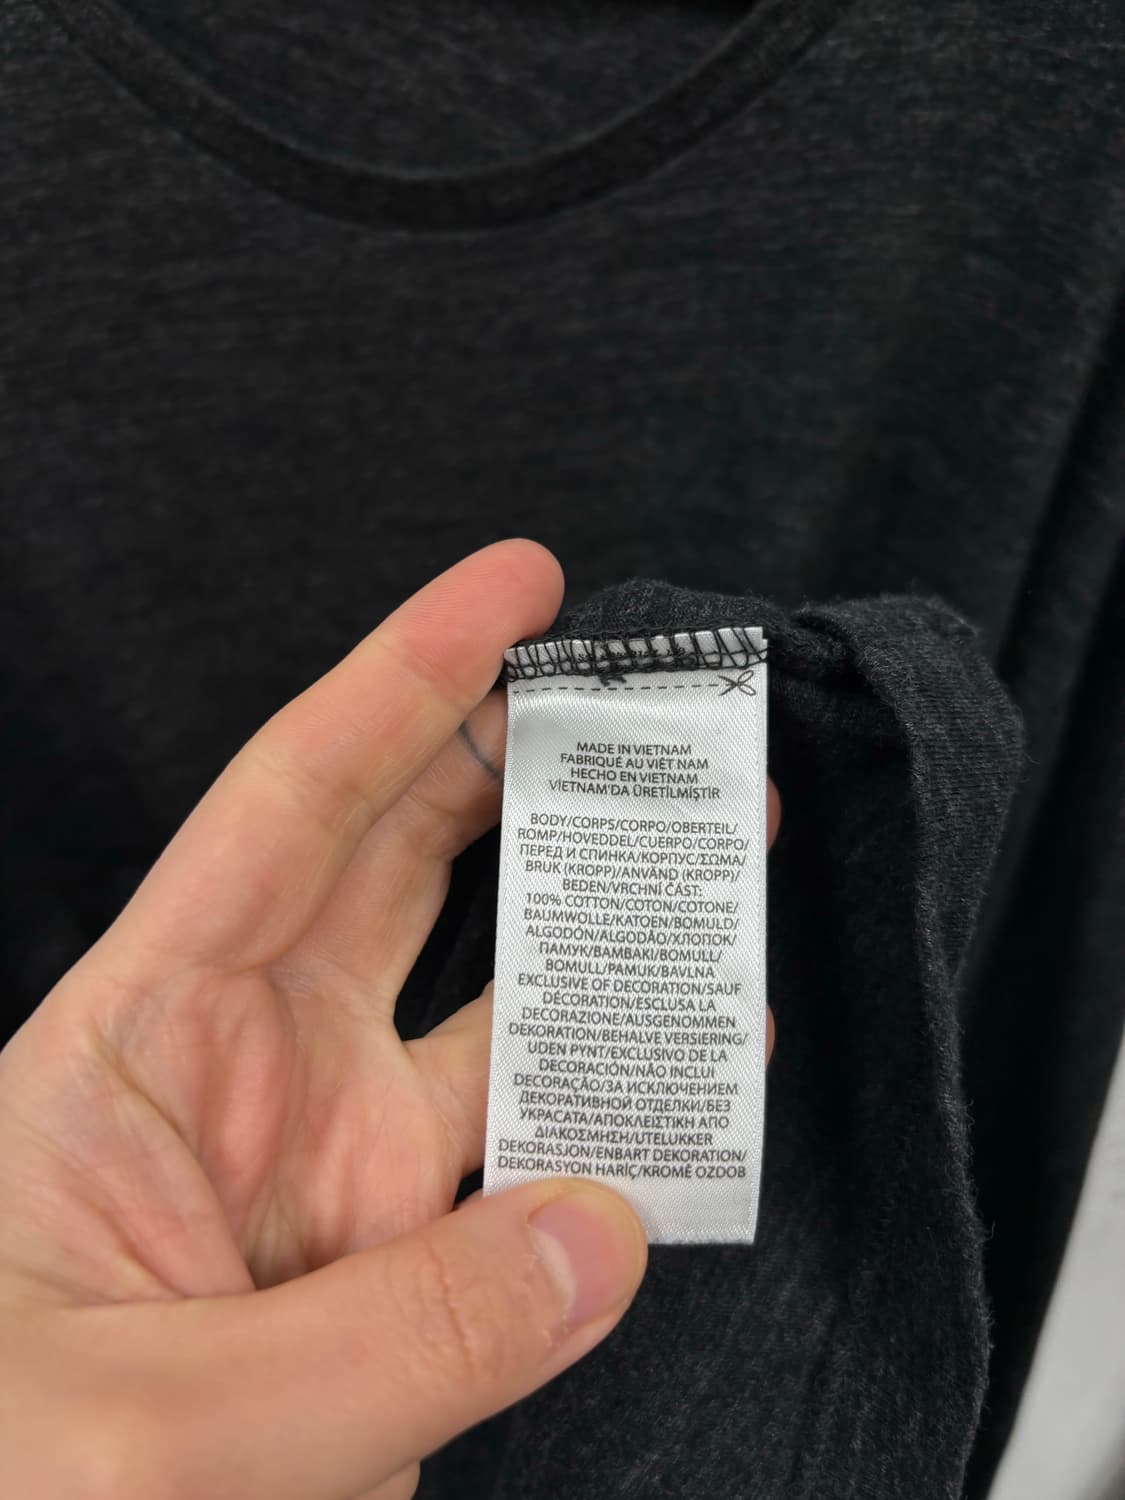 MADE IN VIETNAM
FABRIQUÉ AU VIÊT NAM
HECHO EN VIETNAM
VİETNAM'DA ÜRETİLMİŞTİR
BODY/CORPS/CORPO/OBERTEIL/
ROMP/HOVEDDEL/CUERPO/CORPO/
ПЕРЕД И СПИНКА/КОРПУС/ΣΩΜΑ/
BRUK (KROPP)/ANVÄND (KROPP)/
BEDEN/VRCHNÍ ČÁST:
100% COTTON/COTON/COTONE/
BAUMWOLLE/KATOEN/BOMULD/
ALGODÓN/ALGODÃO/ХЛОПОК/
ПАМУК/ΒΑΜΒΑΚΙ/BOMULL/
BOMULL/PAMUK/BAVLNA
EXCLUSIVE OF DECORATION/SAUF
DÉCORATION/ESCLUSA LA
DECORAZIONE/AUSGENOMMEN
DEKORATION/BEHALVE VERSIERING/
UDEN PYNT/EXCLUSIVO DE LA
DECORACIÓN/NÃO INCLUI
DECORAÇÃO/ЗА ИСКЛЮЧЕНИЕМ
ДЕКОРАТИВНОЙ ОТДЕЛКИ/БЕЗ
УКРАСАТА/ΑΠΟΚΛΕΙΣΤΙΚΗ ΑΠΟ
ΔΙΑΚΟΣΜΗΣΗ/UTELUKKER
DEKORASJON/ENBART DEKORATION/
DEKORASYON HARİÇ/KROMĚ OZDOB